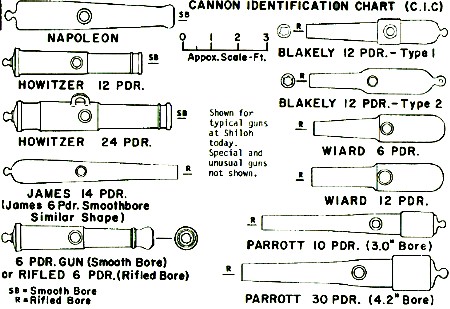 CANNON IDENTIFICATION CHART (C.I.C)
SB
NAPOLEON
SB
HOWITZER 12 PDR.
SB
HOWITZER 24 PDR.
R
JAMES 14 PDR.
(James 6 Pdr. Smoothbore
Similar Shape)
6 PDR. GUN (Smooth Bore)
or RIFLED 6 PDR. (Rifled Bore)
SB = Smooth Bore
R = Rifled Bore
0 1 2 3
Appox. Scale-Ft.
Shown for
typical guns
at Shiloh
today.
Special and
unusual guns
not shown.
R
BLAKELY 12 PDR.-Type 1
R
BLAKELY 12 PDR.-Type 2
R
WIARD 6 PDR.
R
WIARD 12 PDR.
R
PARROTT 10 PDR. (3.0" Bore)
R
PARROTT 30 PDR. (4.2" Bore)